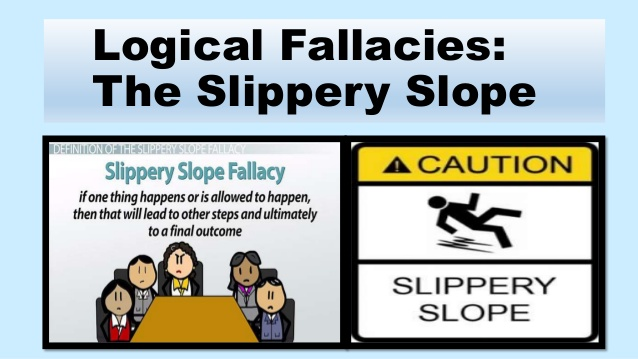 Logical Fallacies:
The Slippery Slope
DEFINITION OF THE SLIPPERY SLOPE FALLACY
Slippery Slope Fallacy
if one thing happens or is allowed to happen,
then that will lead to other steps and ultimately
to a final outcome
CAUTION
SLIPPERY
SLOPE